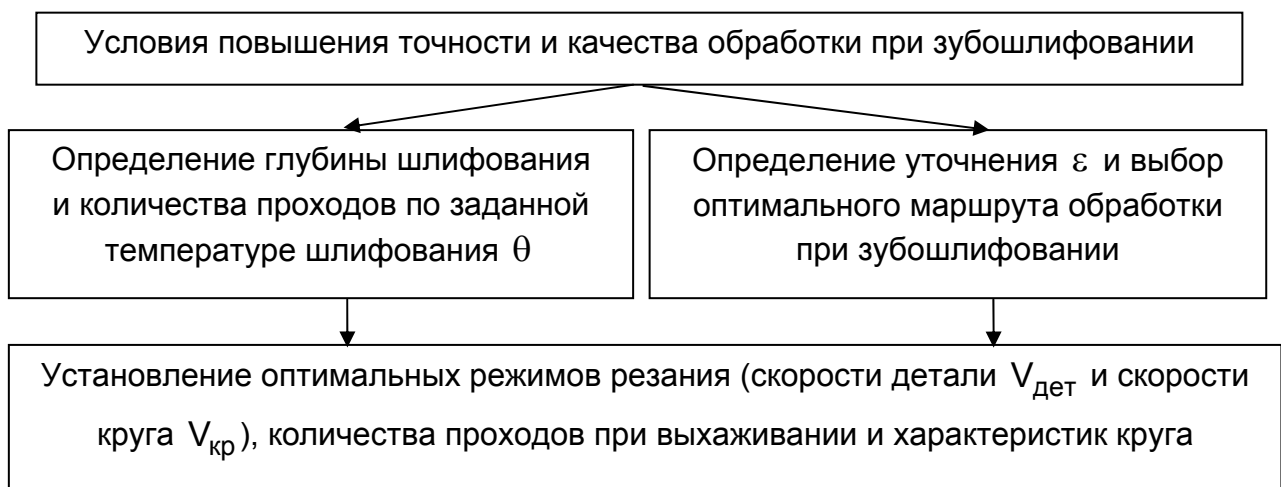 Условия повышения точности и качества обработки при зубошлифовании
Определение глубины шлифования
и количества проходов по заданной
температуре шлифования θ
Определение уточнения ε и выбор
оптимального маршрута обработки
при зубошлифовании
Установление оптимальных режимов резания (скорости детали Vдет и скорости
круга Vкр), количества проходов при выхаживании и характеристик круга